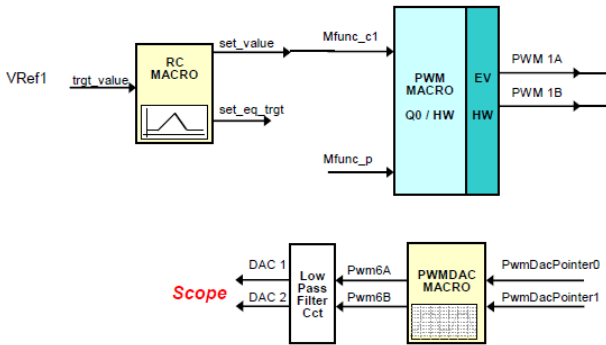 VRef1
trgt_value
RC
MACRO
set_value
set_eq_trgt
Mfunc_c1
Mfunc_p
PWM
MACRO
Q0 / HW
EV
HW
PWM 1A
PWM 1B
Scope
DAC 1
DAC 2
Low
Pass
Filter
Cct
Pwm6A
Pwm6B
PWMDAC
MACRO
PwmDacPointer0
PwmDacPointer1